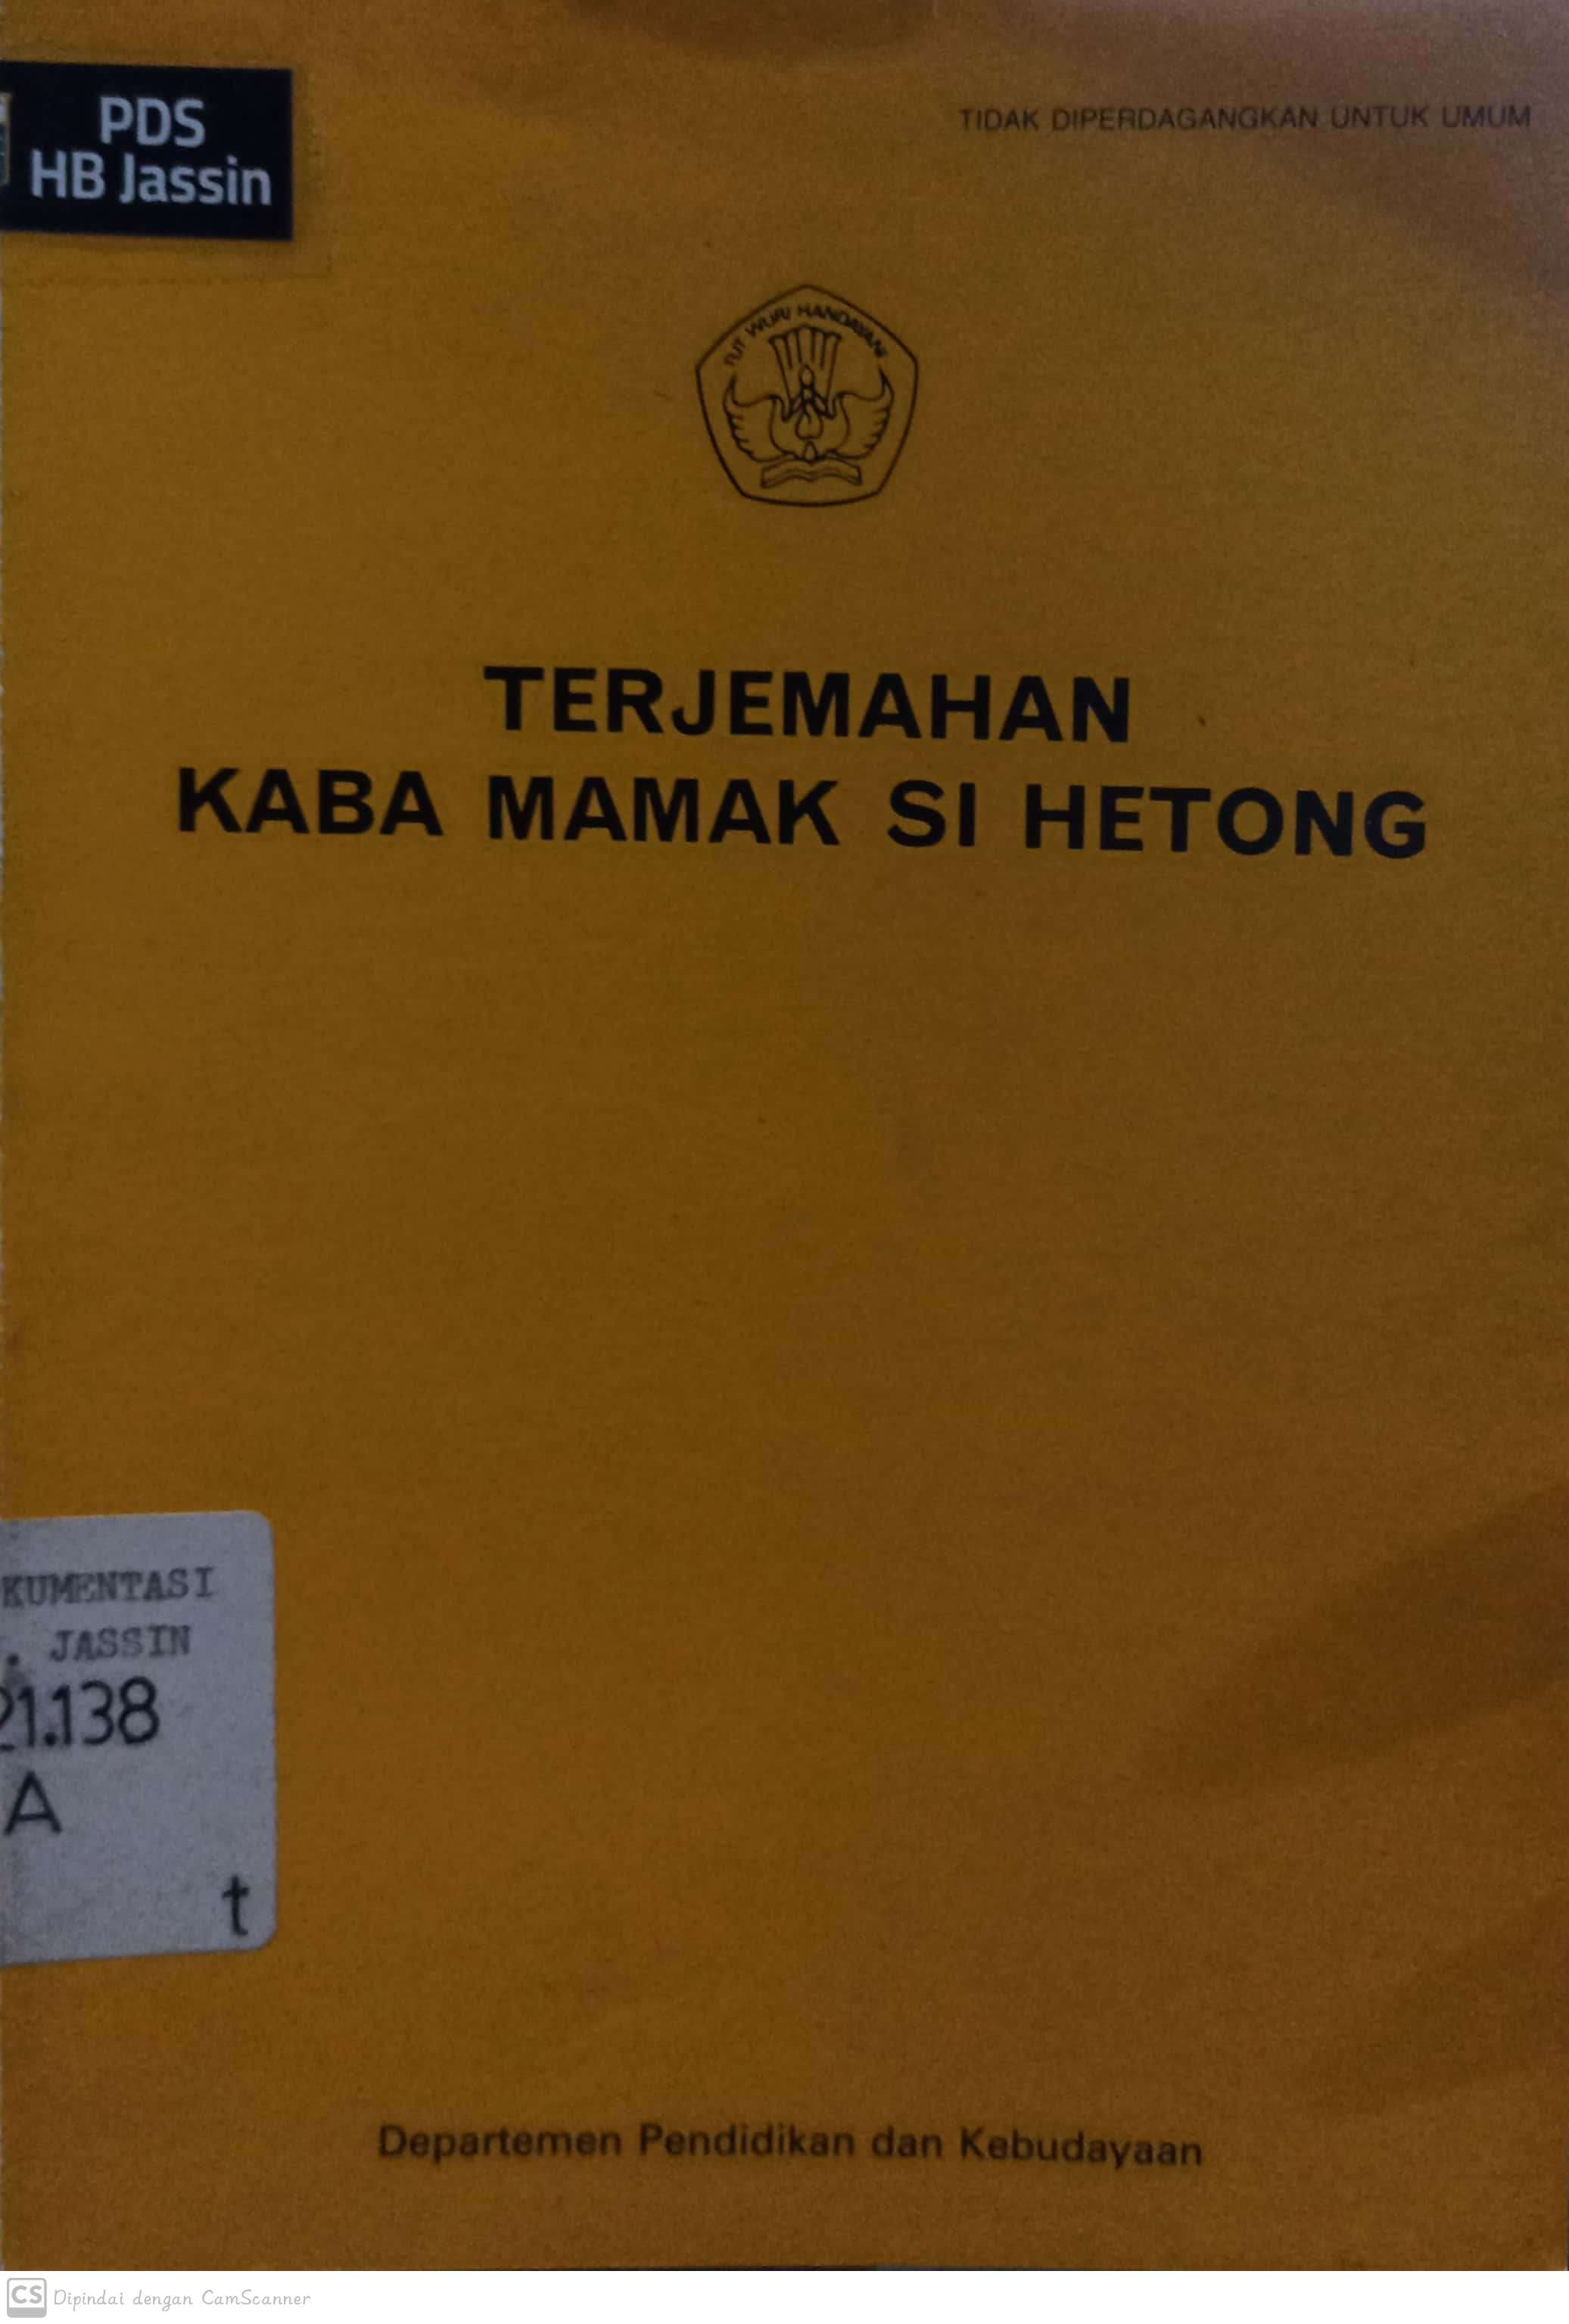 PDS
HB Jassin
TIDAK DIPERDAGANGKAN UNTUK UMUM
TUT WURI HANDAYANI
TERJEMAHAN
KABA MAMAK SI HETONG
KUMENTASI
. JASSIN
21.138
A
t
Departemen Pendidikan dan Kebudayaan
CS Dipindai dengan CamScanner